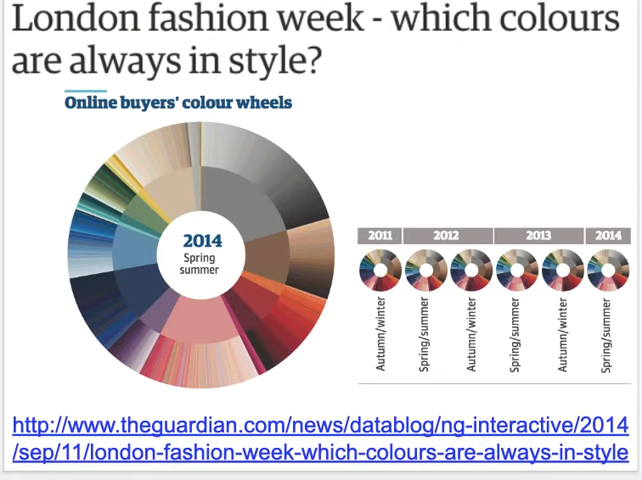 London fashion week - which colours
are always in style?
Online buyers' colour wheels
2014
Spring
summer
2011 2012 2013 2014
Autumn/winter
Spring/summer
Autumn/winter
Spring/summer
Autumn/winter
Spring/summer
http://www.theguardian.com/news/datablog/ng-interactive/2014
/sep/11/london-fashion-week-which-colours-are-always-in-style